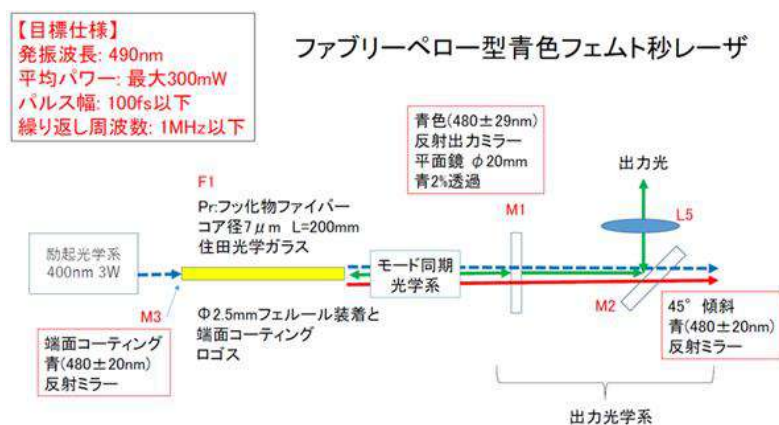 【目標仕様】
発振波長: 490nm
平均パワー: 最大300mW
パルス幅: 100fs以下
繰り返し周波数: 1MHz以下
ファブリーペロー型青色フェムト秒レーザ
青色(480±29nm)
反射出力ミラー
平面鏡 φ20mm
青2%透過
出力光
F1
Pr:フッ化物ファイバー
コア径7μm L=200mm
住田光学ガラス
M1
L5
励起光学系
400nm 3W
モード同期
光学系
M3
M2
端面コーティング
青(480±20nm)
反射ミラー
Φ2.5mmフェルール装着と
端面コーティング
ロゴス
45° 傾斜
青(480±20nm)
反射ミラー
出力光学系